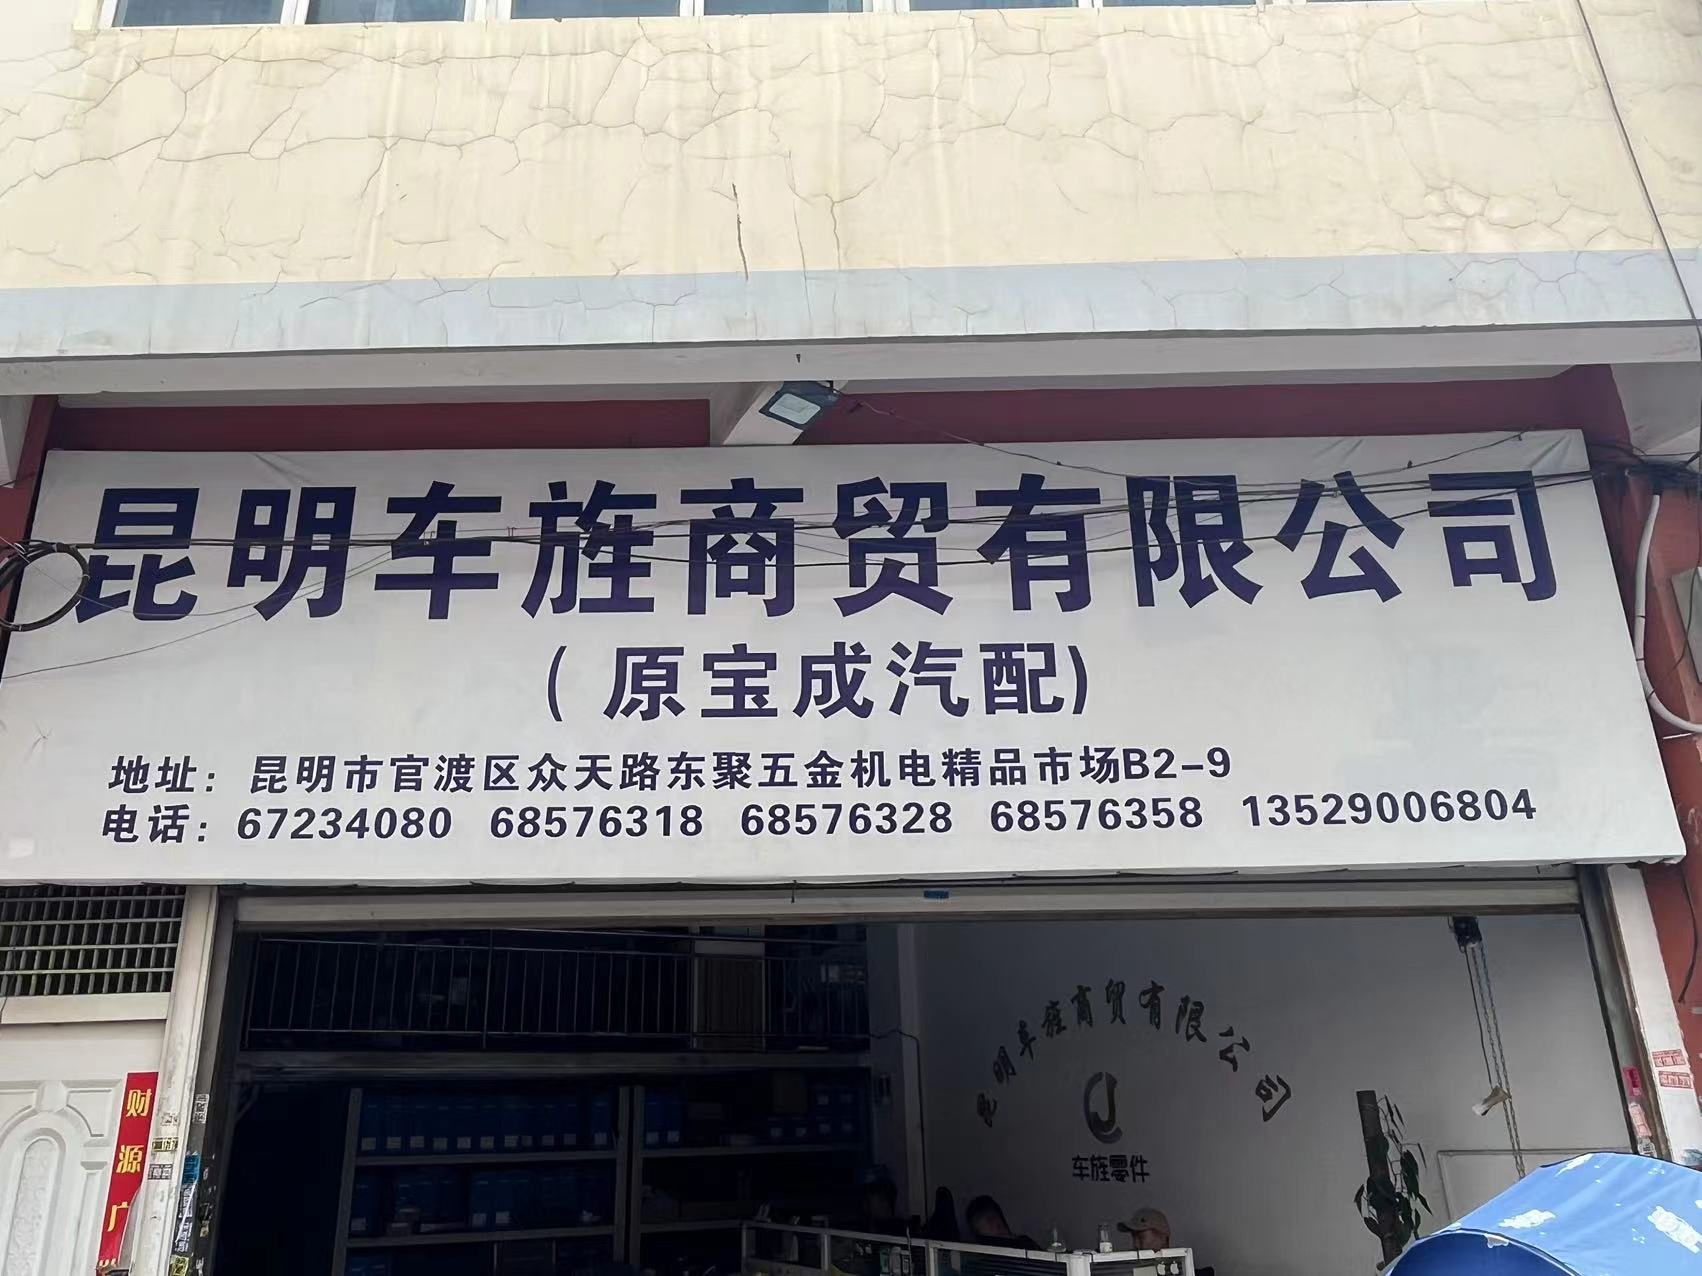 昆明车旌商贸有限公司
(原宝成汽配)
地址：昆明市官渡区众天路东聚五金机电精品市场B2-9
电话：67234080 68576318 68576328 68576358 13529006804
昆明车旌商贸有限公司
车旌零件
财源广